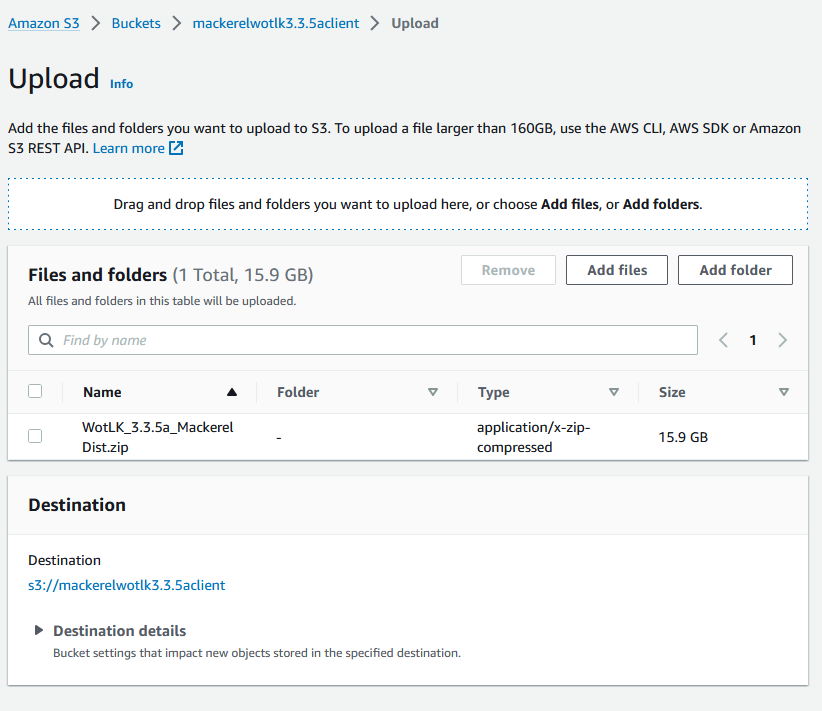 Amazon S3 > Buckets > mackerelwotlk3.3.5aclient > Upload
Upload Info
Add the files and folders you want to upload to S3. To upload a file larger than 160GB, use the AWS CLI, AWS SDK or Amazon
S3 REST API. Learn more
Drag and drop files and folders you want to upload here, or choose Add files, or Add folders.
Files and folders (1 Total, 15.9 GB)
Remove
Add files
Add folder
All files and folders in this table will be uploaded.
Find by name
1
Name Folder Type Size
WotLK_3.3.5a_Mackerel
Dist.zip
-
application/x-zip-
compressed
15.9 GB
Destination
Destination
s3://mackerelwotlk3.3.5aclient
Destination details
Bucket settings that impact new objects stored in the specified destination.